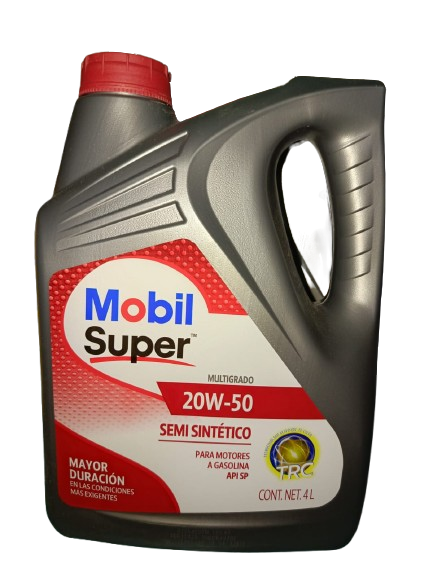 Mobil
Super™
MULTIGRADO
20W-50
SEMI SINTÉTICO
PARA MOTORES
A GASOLINA
API SP
MAYOR
DURACIÓN
EN LAS CONDICIONES
MÁS EXIGENTES
TRC
CONT. NET. 4 L